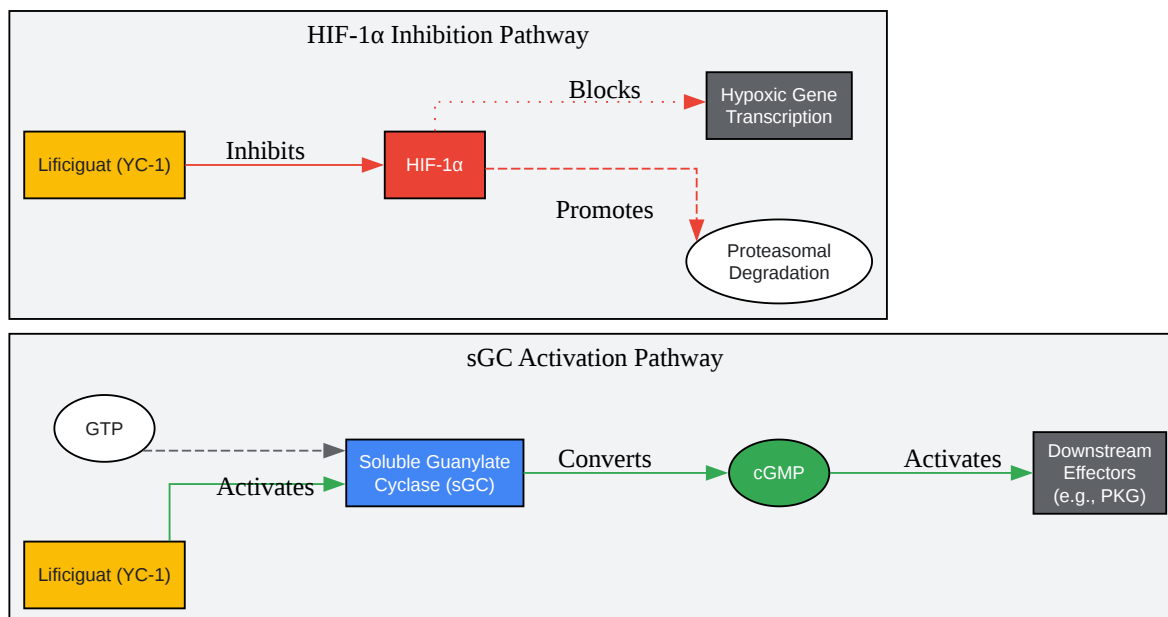 HIF-1α Inhibition Pathway
Blocks
Hypoxic Gene
Transcription
Lificiguat (YC-1)
Inhibits
HIF-1α
Promotes
Proteasomal
Degradation
sGC Activation Pathway
GTP
Soluble Guanylate
Cyclase (sGC)
Converts
cGMP
Activates
Downstream
Effectors
(e.g., PKG)
Activates
Lificiguat (YC-1)